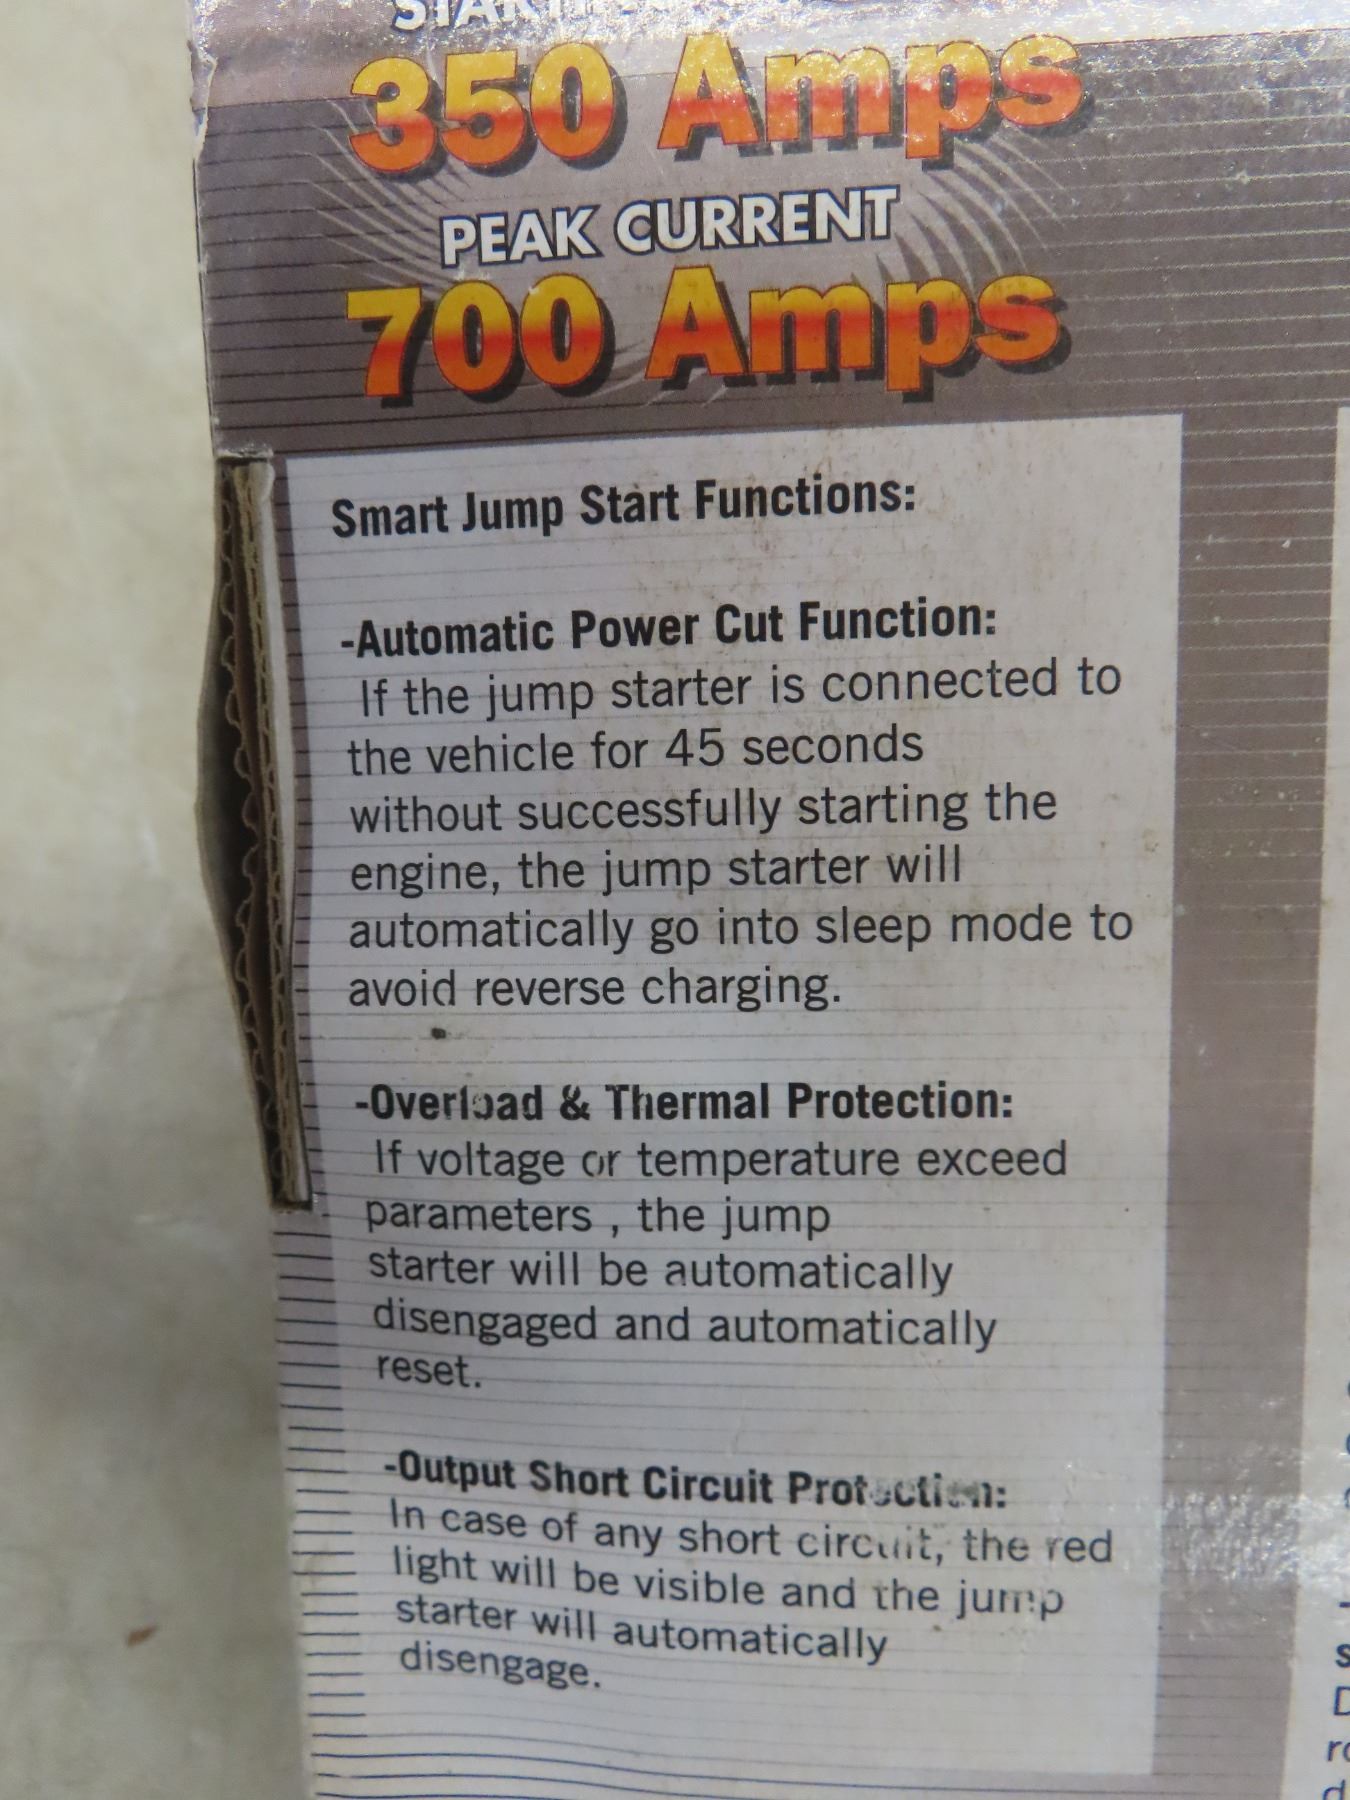 350 Amps
PEAK CURRENT
700 Amps
Smart Jump Start Functions:
-Automatic Power Cut Function:
If the jump starter is connected to
the vehicle for 45 seconds
without successfully starting the
engine, the jump starter will
automatically go into sleep mode to
avoid reverse charging.
-Overload & Thermal Protection:
If voltage or temperature exceed
parameters , the jump
starter will be automatically
disengaged and automatically
reset.
-Output Short Circuit Protection:
In case of any short circuit, the red
light will be visible and the jump
starter will automatically
disengage.